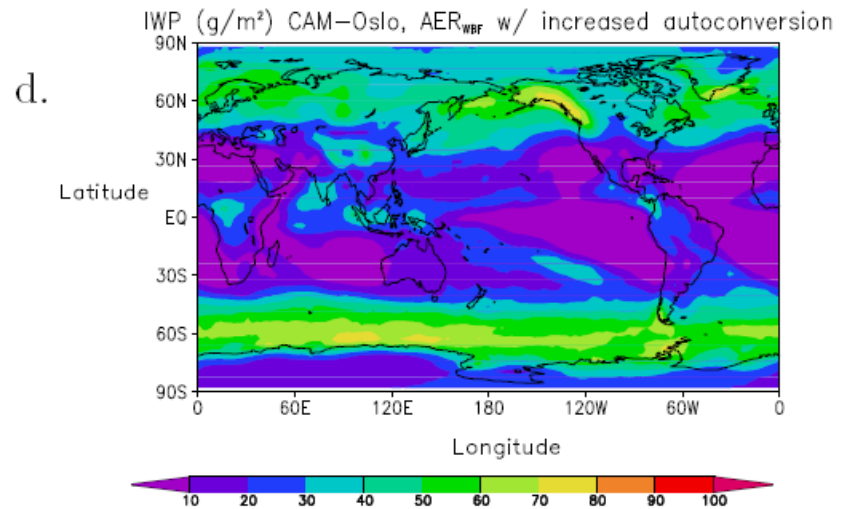 IWP (g/m²) CAM–Oslo, AER_WBF w/ increased autoconversion
d.
90N
60N
30N
Latitude
EQ
30S
60S
90S
0 60E 120E 180 120W 60W 0
Longitude
10 20 30 40 50 60 70 80 90 100